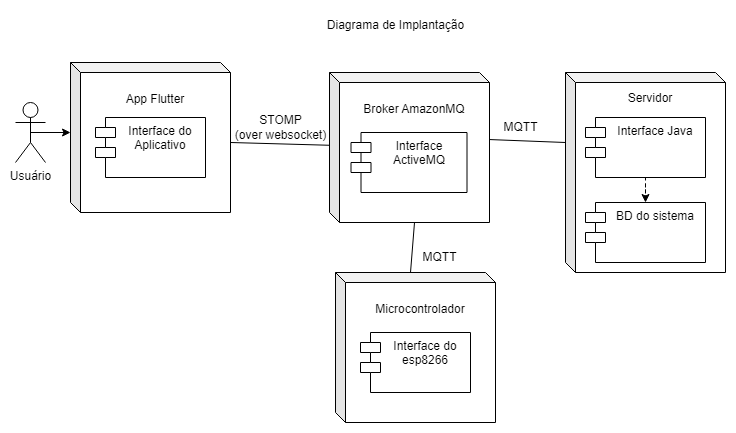 Diagrama de Implantação
App Flutter
Interface do
Aplicativo
Usuário
STOMP
(over websocket)
Broker AmazonMQ
Interface
ActiveMQ
MQTT
Servidor
Interface Java
BD do sistema
MQTT
Microcontrolador
Interface do
esp8266